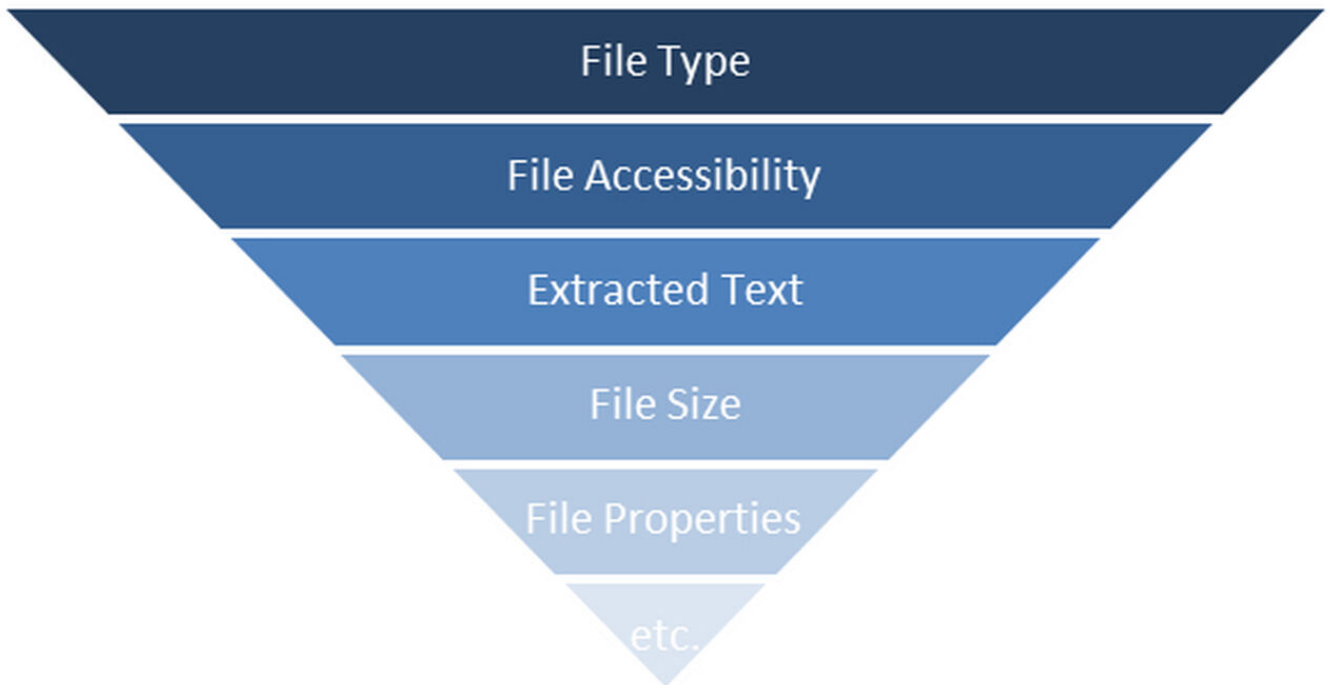 File Type
File Accessibility
Extracted Text
File Size
File Properties
etc.